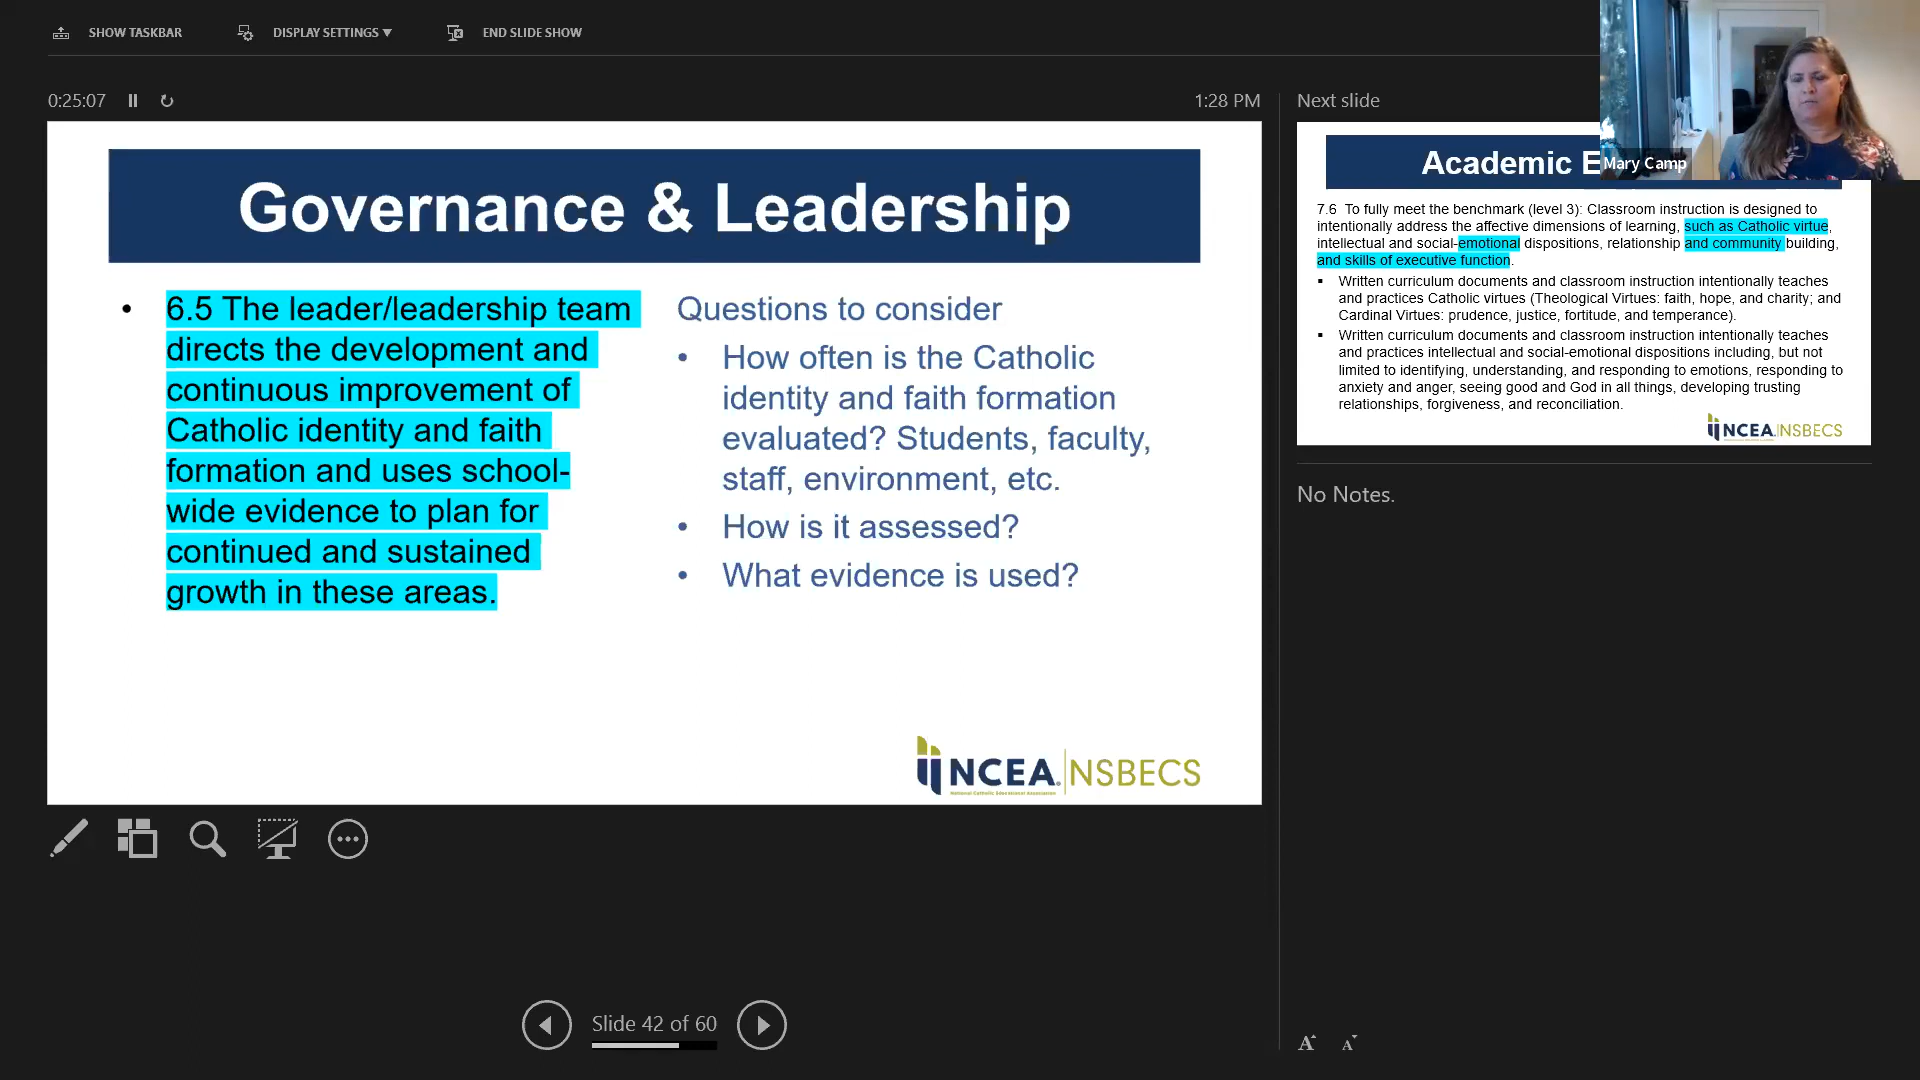 SHOW TASKBAR
DISPLAY SETTINGS ▼
END SLIDE SHOW
0:25:07
1:28 PM
Governance & Leadership
• 6.5 The leader/leadership team
directs the development and
continuous improvement of
Catholic identity and faith
formation and uses school-
wide evidence to plan for
continued and sustained
growth in these areas.
Questions to consider
• How often is the Catholic
identity and faith formation
evaluated? Students, faculty,
staff, environment, etc.
• How is it assessed?
• What evidence is used?
NCEA NSBECS
National Catholic Educational Association
Slide 42 of 60
Next slide
Mary Camp
Academic E
7.6 To fully meet the benchmark (level 3): Classroom instruction is designed to
intentionally address the affective dimensions of learning, such as Catholic virtue,
intellectual and social-emotional dispositions, relationship and community building,
and skills of executive function.
▪ Written curriculum documents and classroom instruction intentionally teaches
and practices Catholic virtues (Theological Virtues: faith, hope, and charity; and
Cardinal Virtues: prudence, justice, fortitude, and temperance).
▪ Written curriculum documents and classroom instruction intentionally teaches
and practices intellectual and social-emotional dispositions including, but not
limited to identifying, understanding, and responding to emotions, responding to
anxiety and anger, seeing good and God in all things, developing trusting
relationships, forgiveness, and reconciliation.
NCEA NSBECS
No Notes.
A A